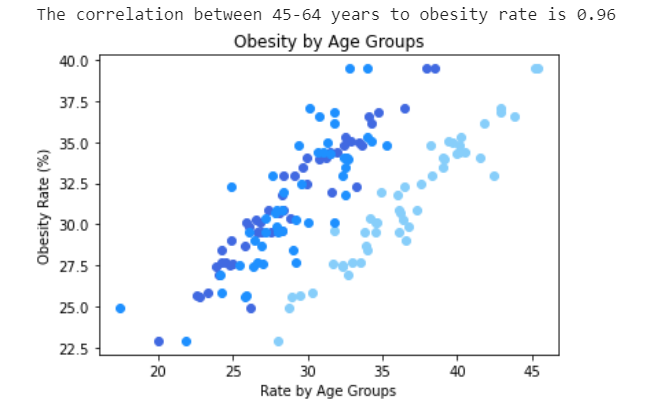 The correlation between 45-64 years to obesity rate is 0.96
Obesity by Age Groups
40.0
37.5
35.0
32.5
30.0
27.5
25.0
22.5
Obesity Rate (%)
20 25 30 35 40 45
Rate by Age Groups